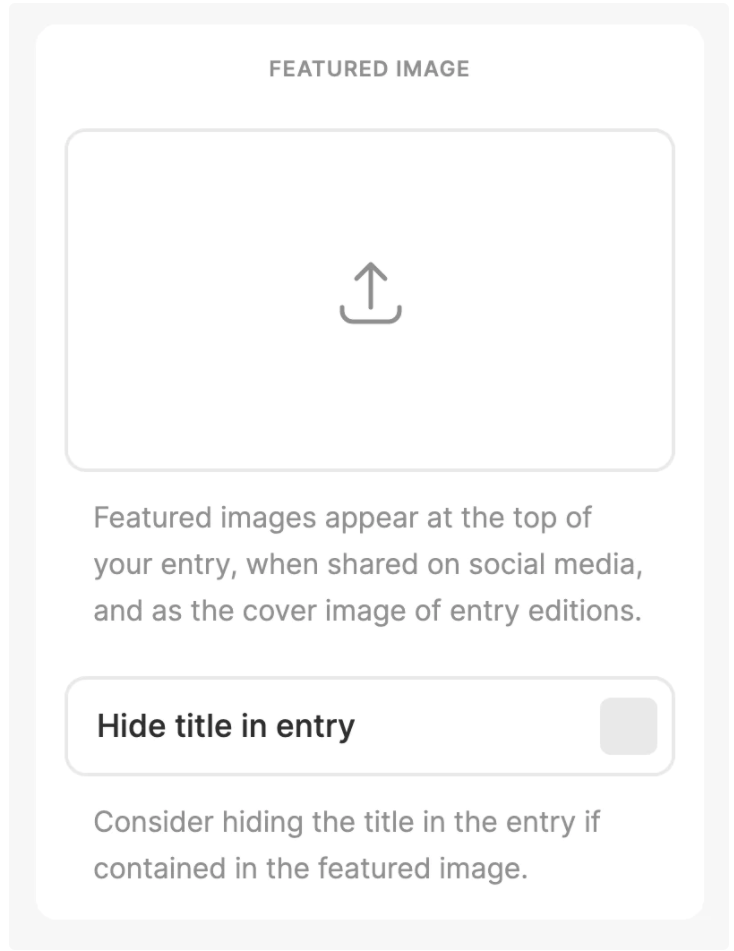 FEATURED IMAGE
Featured images appear at the top of
your entry, when shared on social media,
and as the cover image of entry editions.
Hide title in entry
Consider hiding the title in the entry if
contained in the featured image.